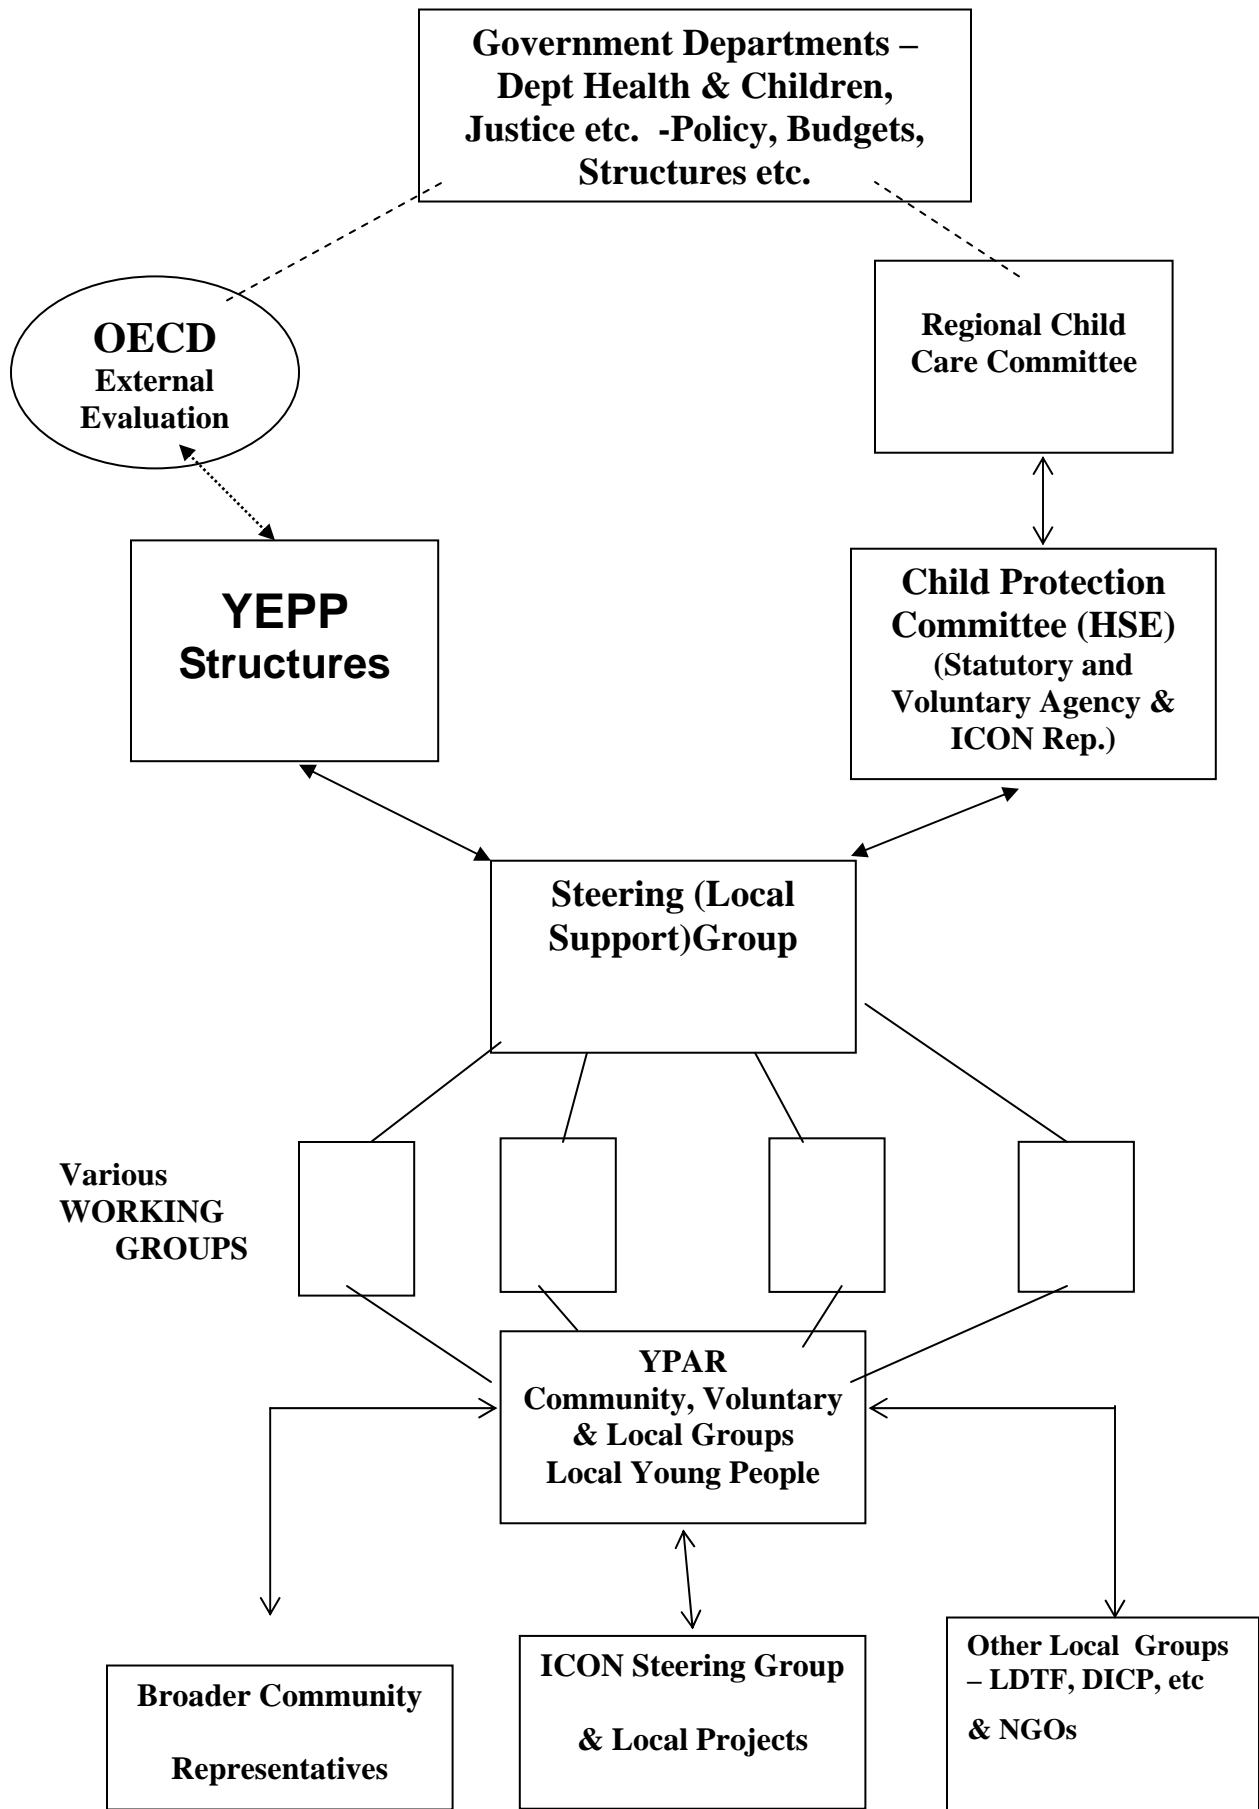 Government Departments –
Dept Health & Children,
Justice etc.  -Policy, Budgets,
Structures etc.
OECD
External
Evaluation
Regional Child
Care Committee
YEPP
Structures
Child Protection
Committee (HSE)
(Statutory and
Voluntary Agency &
ICON Rep.)
Steering (Local
Support)Group
Various
WORKING
GROUPS
YPAR
Community, Voluntary
& Local Groups
Local Young People
Broader Community
Representatives
ICON Steering Group
& Local Projects
Other Local  Groups
– LDTF, DICP, etc
& NGOs